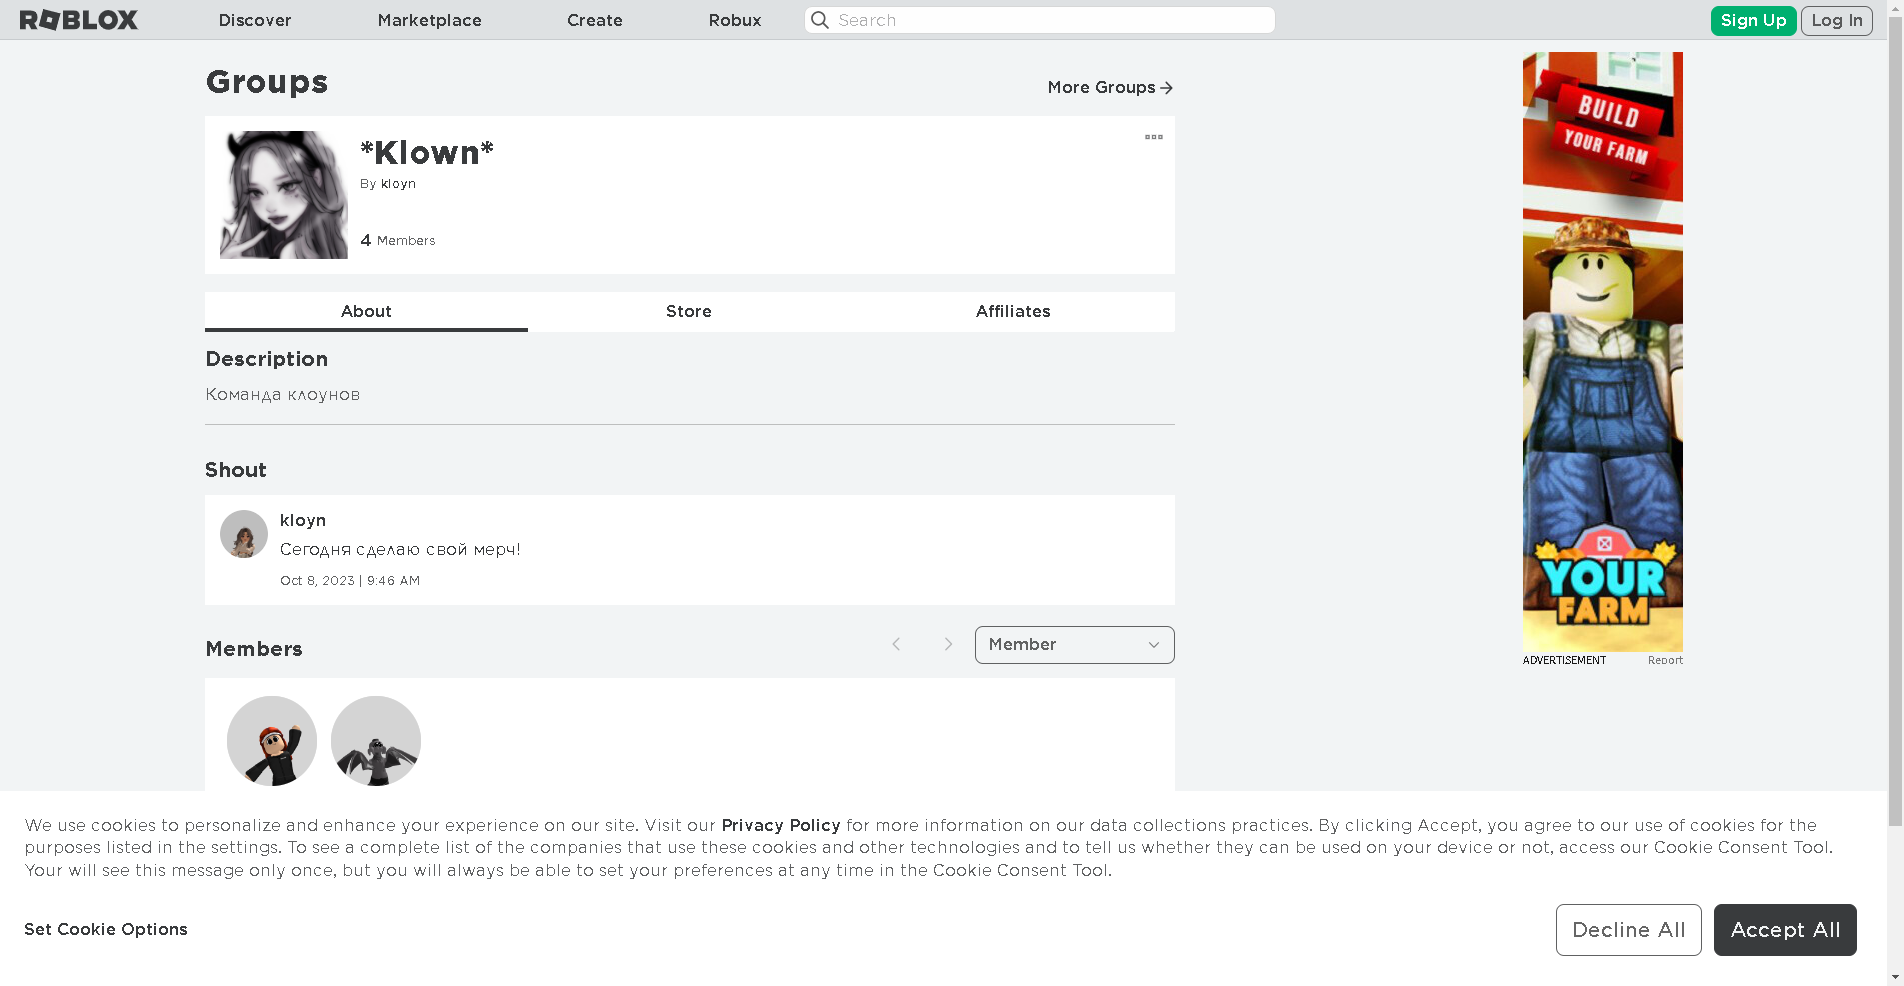 ROBLOX Discover Marketplace Create Robux Search Sign Up Log In
Groups
More Groups
*Klown*
By kloyn
4 Members
About Store Affiliates
Description
Команда клоунов
Shout
kloyn
Сегодня сделаю свой мерч!
Oct 8, 2023 | 9:46 AM
Members
Member
BUILD
YOUR FARM
YOUR
FARM
ADVERTISEMENT Report
We use cookies to personalize and enhance your experience on our site. Visit our Privacy Policy for more information on our data collections practices. By clicking Accept, you agree to our use of cookies for the
purposes listed in the settings. To see a complete list of the companies that use these cookies and other technologies and to tell us whether they can be used on your device or not, access our Cookie Consent Tool.
Your will see this message only once, but you will always be able to set your preferences at any time in the Cookie Consent Tool.
Set Cookie Options
Decline All Accept All